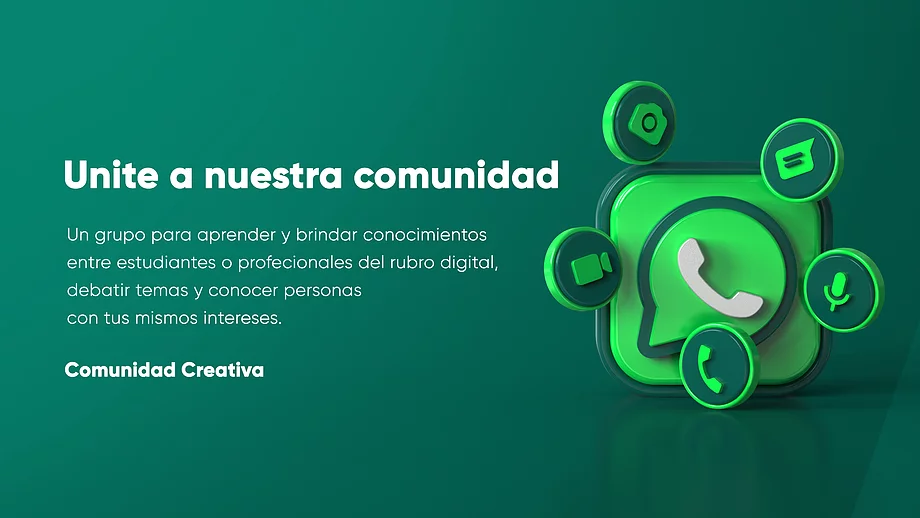 Unite a nuestra comunidad
Un grupo para aprender y brindar conocimientos
entre estudiantes o profecionales del rubro digital,
debatir temas y conocer personas
con tus mismos intereses.
Comunidad Creativa